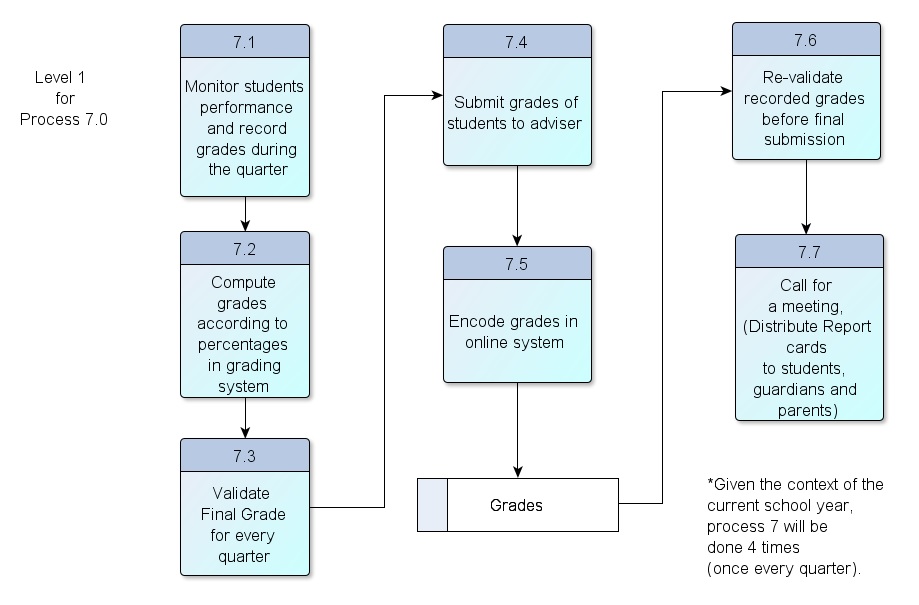 Level 1
for
Process 7.0
7.1
Monitor students
performance
and record
grades during
the quarter
7.2
Compute
grades
according to
percentages
in grading
system
7.3
Validate
Final Grade
for every
quarter
7.4
Submit grades of
students to adviser
7.5
Encode grades in
online system
Grades
7.6
Re-validate
recorded grades
before final
submission
7.7
Call for
a meeting,
(Distribute Report
cards
to students,
guardians and
parents)
*Given the context of the
current school year,
process 7 will be
done 4 times
(once every quarter).